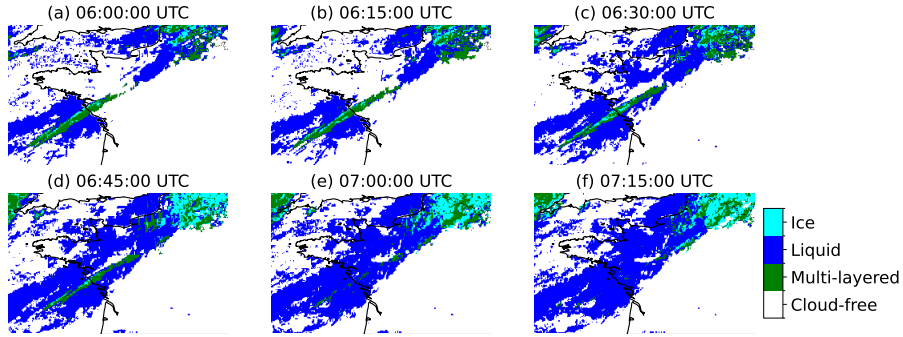 (a) 06:00:00 UTC
(b) 06:15:00 UTC
(c) 06:30:00 UTC
(d) 06:45:00 UTC
(e) 07:00:00 UTC
(f) 07:15:00 UTC
Ice
Liquid
Multi-layered
Cloud-free